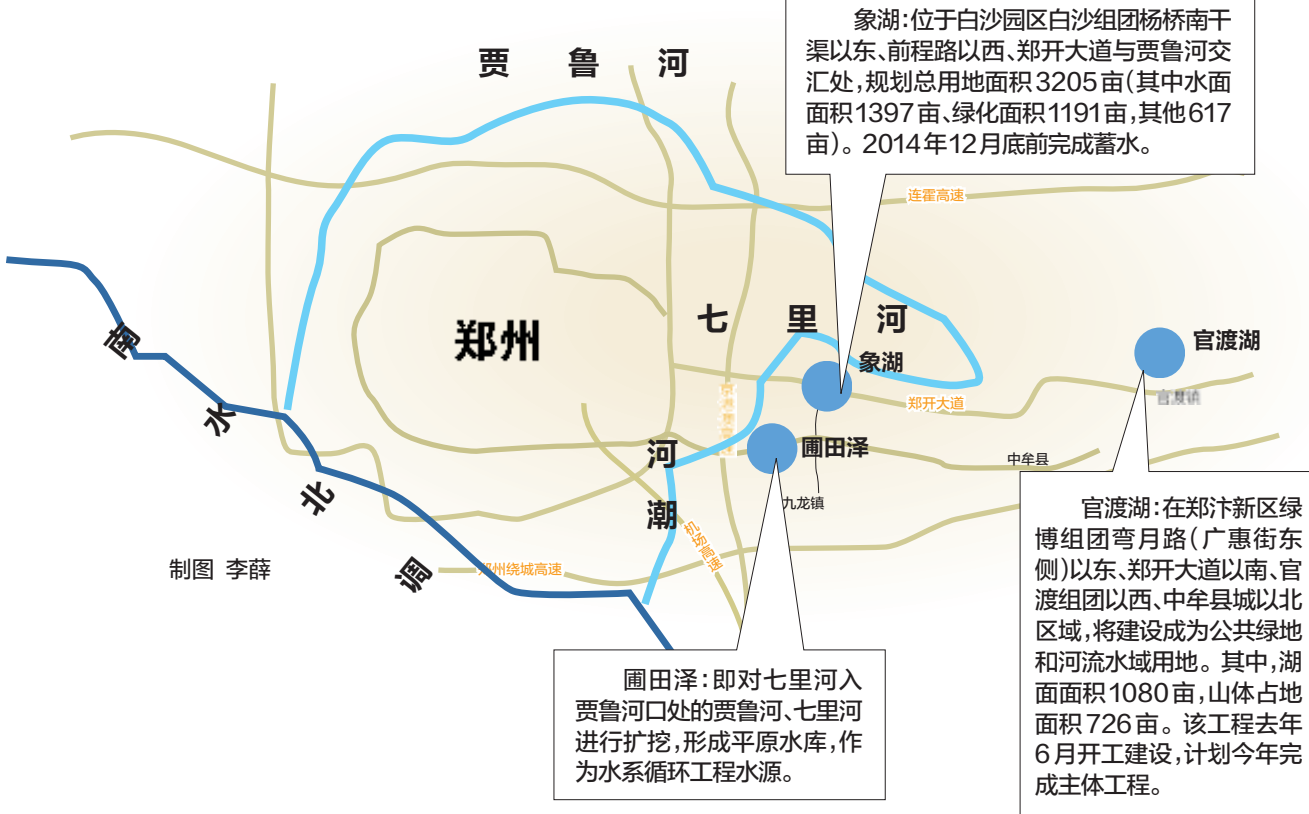 象湖:位于白沙园区白沙组团杨桥南干
渠以东、前程路以西、郑开大道与贾鲁河交
汇处,规划总用地面积3205亩(其中水面
面积1397亩、绿化面积1191亩,其他617
亩)。2014年12月底前完成蓄水。
贾鲁河
连霍高速
郑州
七里河
官渡湖
象湖
郑开大道
官渡镇
南水北调
圃田泽
中牟县
九龙镇
河潮
机场高速
郑州绕城高速
制图 李薛
官渡湖:在郑汴新区绿
博组团弯月路(广惠街东
侧)以东、郑开大道以南、官
渡组团以西、中牟县城以北
区域,将建设成为公共绿地
和河流水域用地。其中,湖
面面积1080亩,山体占地
面积726亩。该工程去年
6月开工建设,计划今年完
成主体工程。
圃田泽:即对七里河入
贾鲁河口处的贾鲁河、七里河
进行扩挖,形成平原水库,作
为水系循环工程水源。